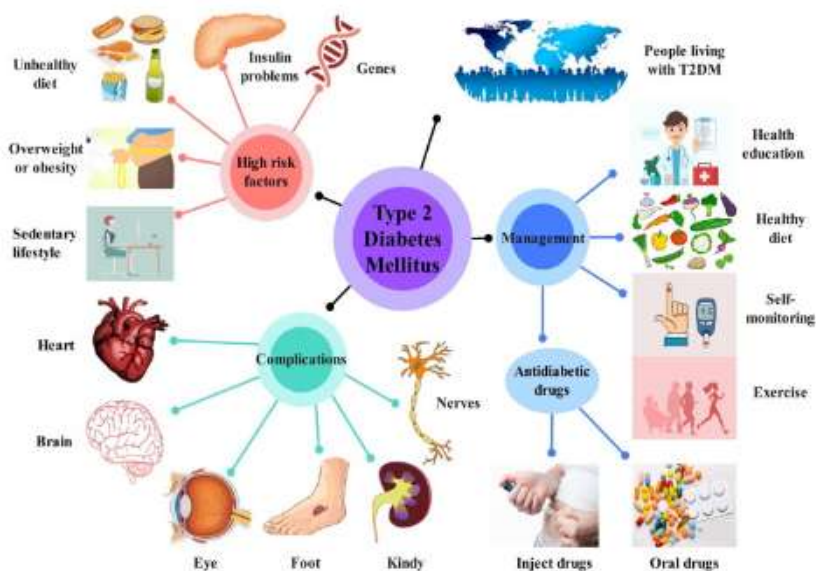 Type 2
Diabetes
Mellitus
High risk
factors
Unhealthy
diet
Insulin
problems
Genes
Overweight
or obesity
Sedentary
lifestyle
People living
with T2DM
Management
Health
education
Healthy
diet
Self-
monitoring
Exercise
Antidiabetic
drugs
Inject drugs
Oral drugs
Complications
Heart
Brain
Eye
Foot
Kindy
Nerves